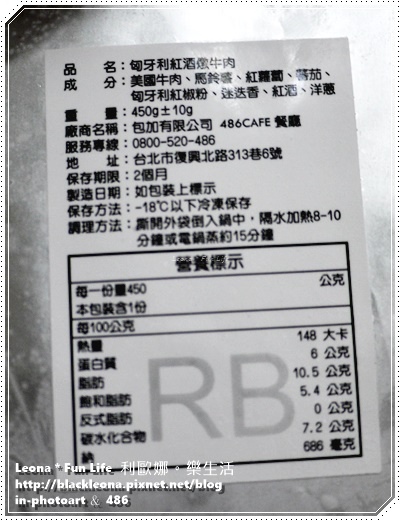 品　　名：匈牙利紅酒燉牛肉
成　　分：美國牛肉、馬鈴薯、紅蘿蔔、蕃茄、
匈牙利紅椒粉、迷迭香、紅酒、洋蔥
重　　量：450g±10g
廠商名稱：包加有限公司 486CAFE 餐廳
服務專線：0800-520-486
地　　址：台北市復興北路313巷6號
保存期限：2個月
製造日期：如包裝上標示
保存方法：-18℃以下冷凍保存
調理方法：撕開外袋倒入鍋中，隔水加熱8-10
分鐘或電鍋蒸約15分鐘
營養標示
每一份量450 公克
本包裝含1份
每100公克
熱量 148 大卡
蛋白質 6 公克
脂肪 10.5 公克
飽和脂肪 5.4 公克
反式脂肪 0 公克
碳水化合物 7.2 公克
鈉 686 毫克
RB
Leona * Fun Life 利歐娜。樂生活
http://blackleona.pixnet.net/blog
in-photoart & 486